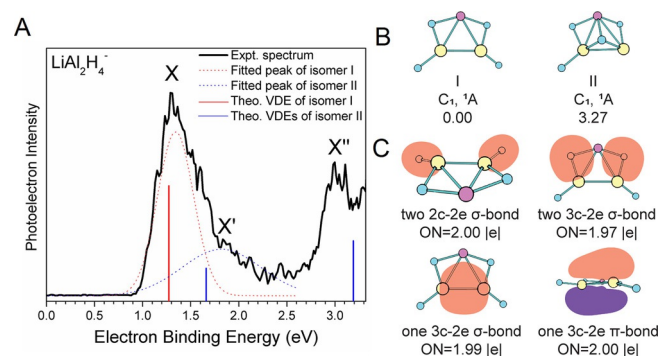 A
LiAl₂H₄⁻
X
X'
X"
Expt. spectrum
Fitted peak of isomer I
Fitted peak of isomer II
Theo. VDE of isomer I
Theo. VDEs of isomer II
Photoelectron Intensity
0.0 0.5 1.0 1.5 2.0 2.5 3.0
Electron Binding Energy (eV)
B
I II
C₁, ¹A C₁, ¹A
0.00 3.27
C
two 2c-2e σ-bond two 3c-2e σ-bond
ON=2.00 |e| ON=1.97 |e|
one 3c-2e σ-bond one 3c-2e π-bond
ON=1.99 |e| ON=2.00 |e|